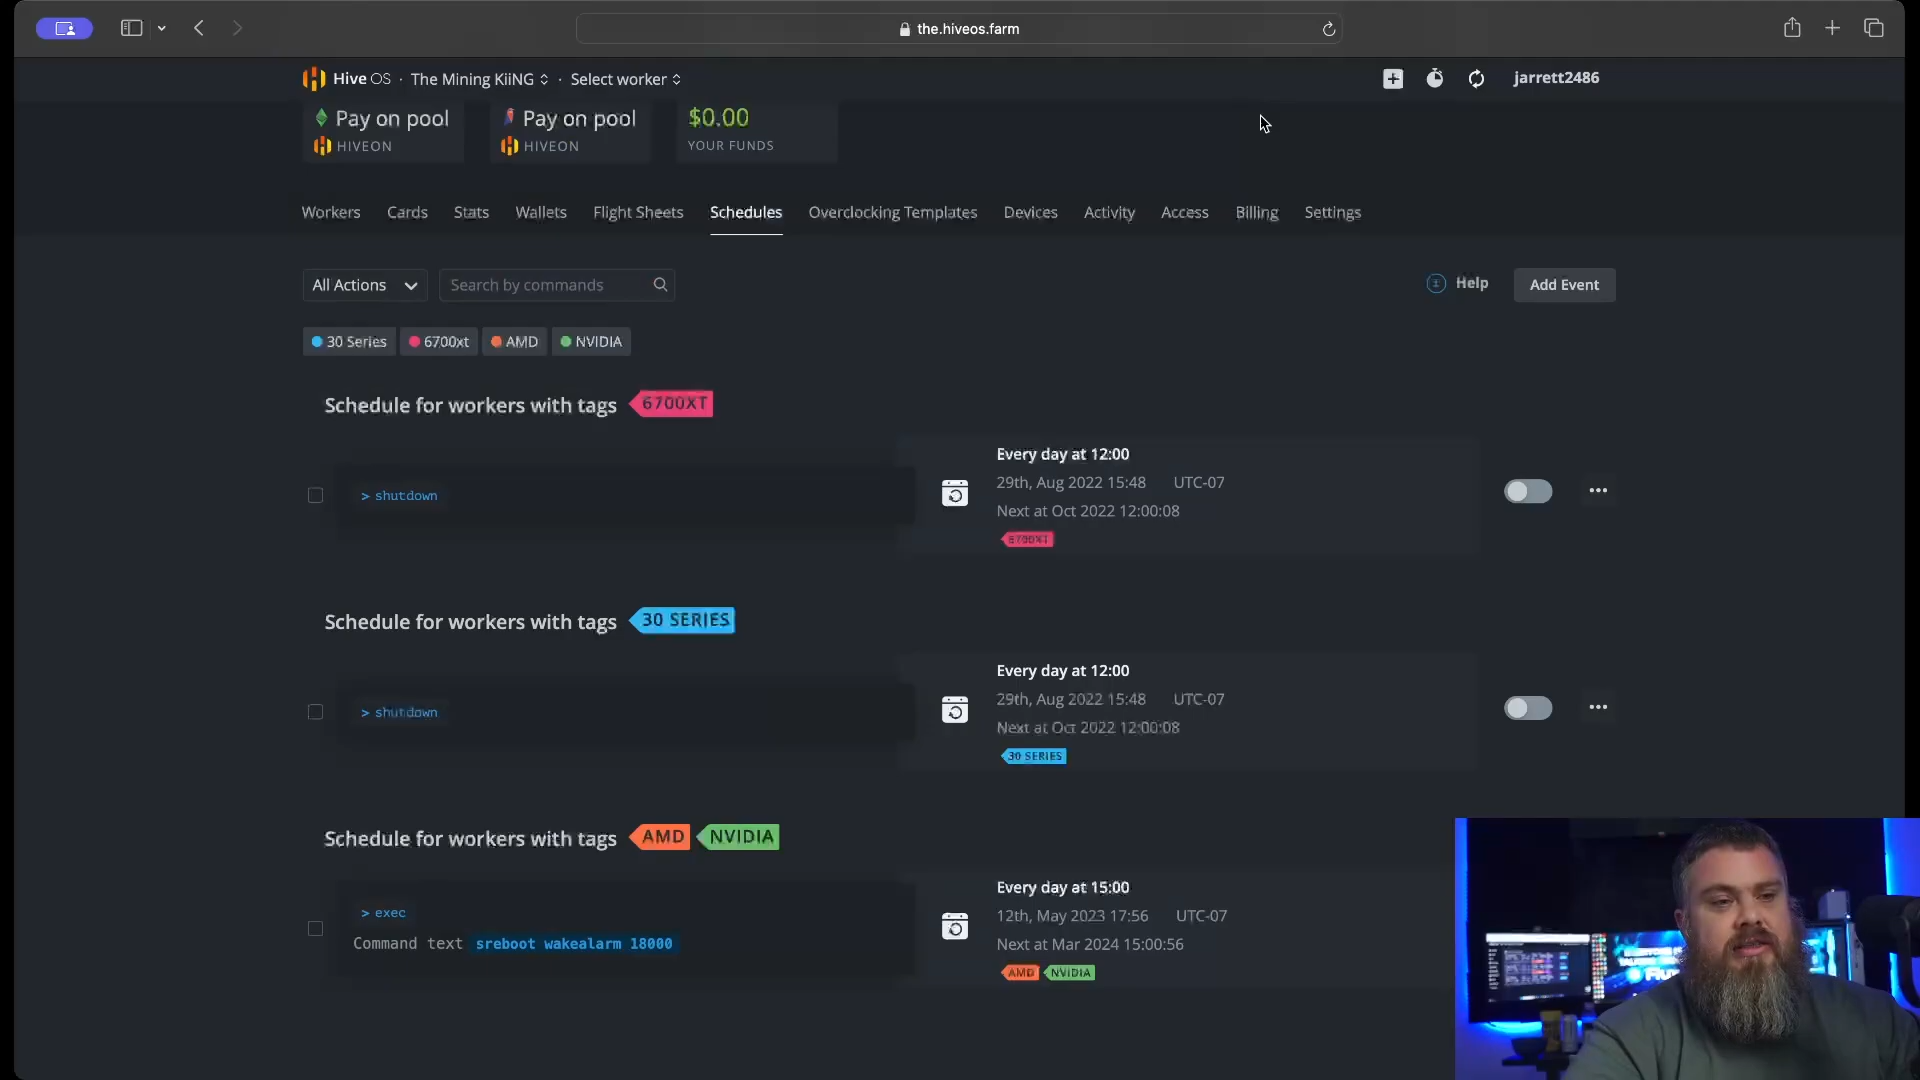 the.hiveos.farm
Hive OS · The Mining KiiNG · Select worker
jarrett2486
Pay on pool
HIVEON
Pay on pool
HIVEON
$0.00
YOUR FUNDS
Workers Cards Stats Wallets Flight Sheets Schedules Overclocking Templates Devices Activity Access Billing Settings
All Actions
Search by commands
Help
Add Event
30 Series 6700xt AMD NVIDIA
Schedule for workers with tags 6700XT
> shutdown
Every day at 12:00
29th, Aug 2022 15:48 UTC-07
Next at Oct 2022 12:00:08
6700XT
Schedule for workers with tags 30 SERIES
> shutdown
Every day at 12:00
29th, Aug 2022 15:48 UTC-07
Next at Oct 2022 12:00:08
30 SERIES
Schedule for workers with tags AMD NVIDIA
> exec
Command text sreboot wakealarm 18000
Every day at 15:00
12th, May 2023 17:56 UTC-07
Next at Mar 2024 15:00:56
AMD NVIDIA